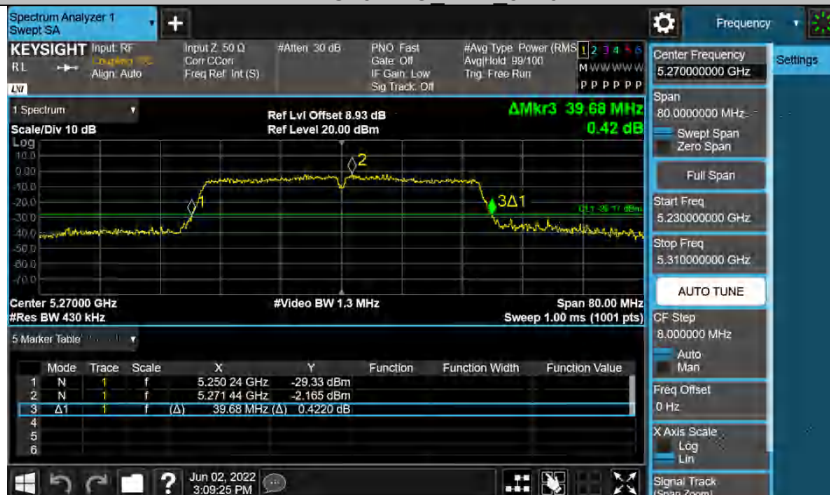 Spectrum Analyzer 1
Swept SA
+
Frequency
KEYSIGHT Input: RF Input Z: 50 Ω #Atten: 30 dB PNO: Fast #Avg Type: Power (RMS 1 2 3 4 5 6
RL Align: Auto Corr CCorr Gate: Off Avg|Hold: 99/100 M W W W W W
Freq Ref: Int (S) IF Gain: Low Trig: Free Run
Sig Track: Off P P P P P P
LXI
Center Frequency
5.270000000 GHz
Settings
1 Spectrum
Scale/Div 10 dB
Ref Lvl Offset 8.93 dB
Ref Level 20.00 dBm
ΔMkr3 39.68 MHz
0.42 dB
Span
80.0000000 MHz
Swept Span
Zero Span
Log
10.0
0.00
-10.0
-20.0
-30.0
-40.0
-50.0
-60.0
-70.0
1
2
3Δ1
Full Span
Start Freq
5.230000000 GHz
Stop Freq
5.310000000 GHz
AUTO TUNE
Center 5.27000 GHz #Video BW 1.3 MHz Span 80.00 MHz
#Res BW 430 kHz Sweep 1.00 ms (1001 pts)
CF Step
8.000000 MHz
Auto
Man
5 Marker Table
Mode Trace Scale X Y Function Function Width Function Value
1 N 1 f 5.250 24 GHz -29.33 dBm
2 N 1 f 5.271 44 GHz -2.165 dBm
3 Δ1 1 f (Δ) 39.68 MHz (Δ) 0.4220 dB
4
5
6
Freq Offset
0 Hz
X Axis Scale
Log
Lin
Signal Track
(Span Zoom)
? Jun 02, 2022
3:09:25 PM